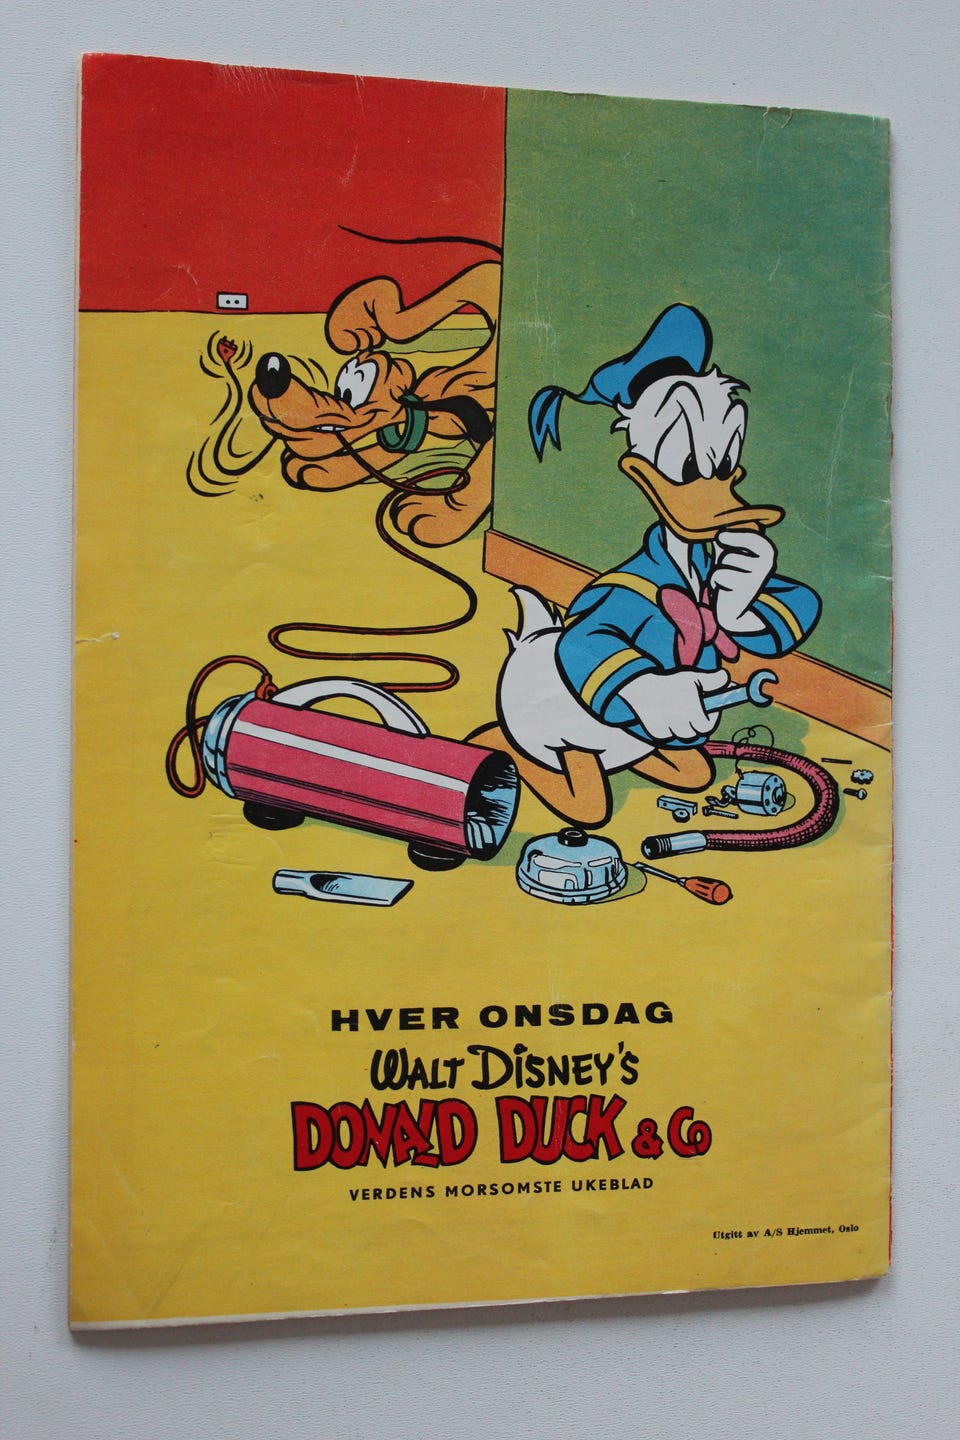 HVER ONSDAG
WALT DISNEY'S
DONALD DUCK & CO
VERDENS MORSOMSTE UKEBLAD
Utgitt av A/S Hjemmet, Oslo